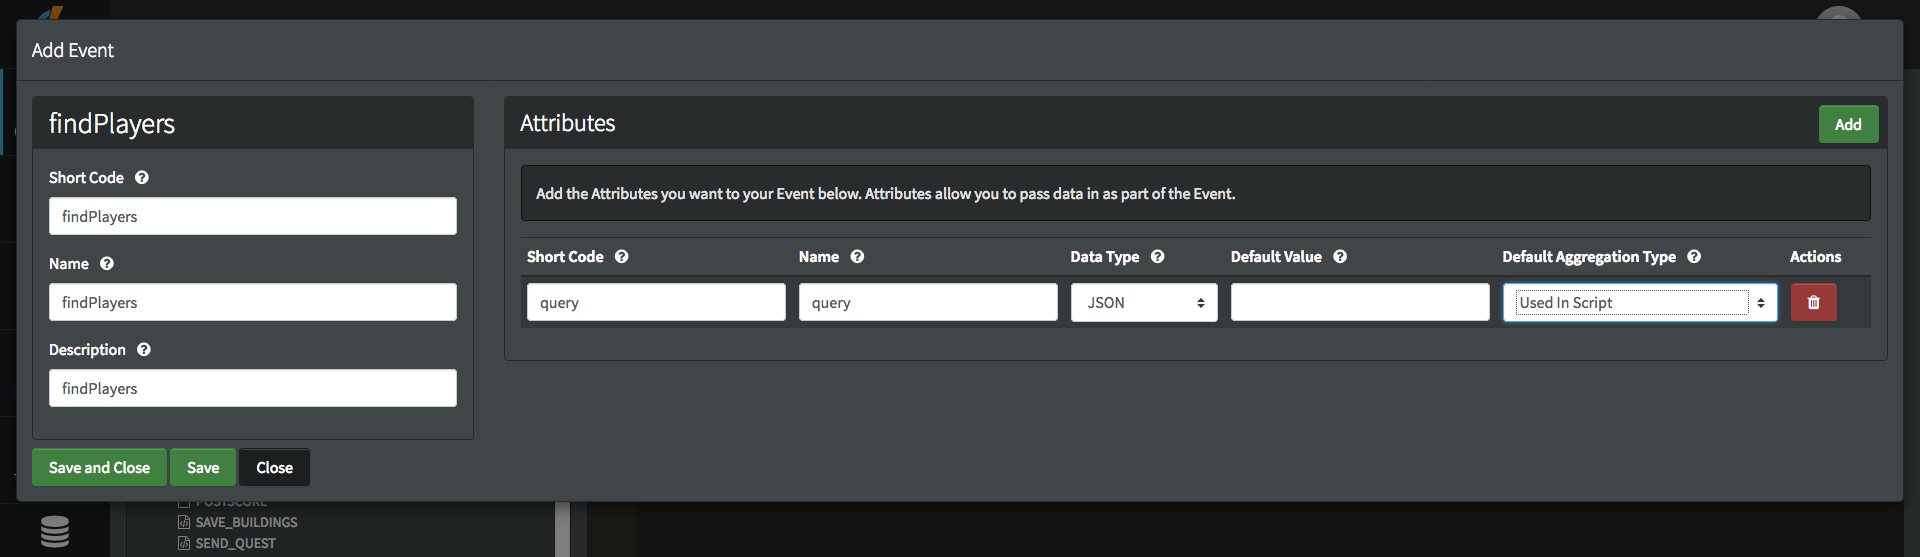 Add Event
findPlayers
Short Code
findPlayers
Name
findPlayers
Description
findPlayers
Save and Close Save Close
Attributes
Add
Add the Attributes you want to your Event below. Attributes allow you to pass data in as part of the Event.
Short Code Name Data Type Default Value Default Aggregation Type Actions
query query JSON Used In Script
POSTSCORE
SAVE_BUILDINGS
SEND_QUEST